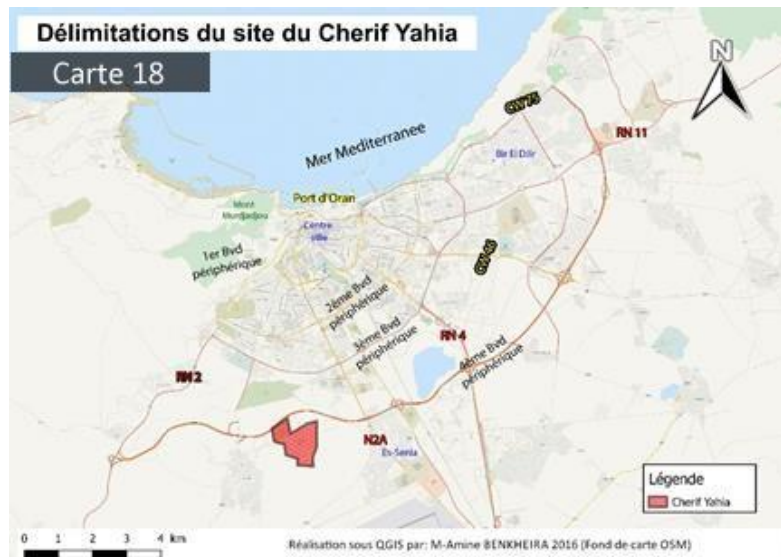 Délimitations du site du Cherif Yahia
Carte 18
N
CW 75
RN 11
Mer Mediterranee
Bir El Djir
Port d'Oran
Mont
Murdjadjou
Centre
ville
1er Bvd
périphérique
2ème Bvd
périphérique
3ème Bvd
périphérique
4ème Bvd
périphérique
RN 4
RN 2
N2A
Es-Senia
Légende
Cherif Yahia
0 1 2 3 4 km
Réalisation sous QGIS par: M-Amine BENKHEIRA 2016 (Fond de carte OSM)